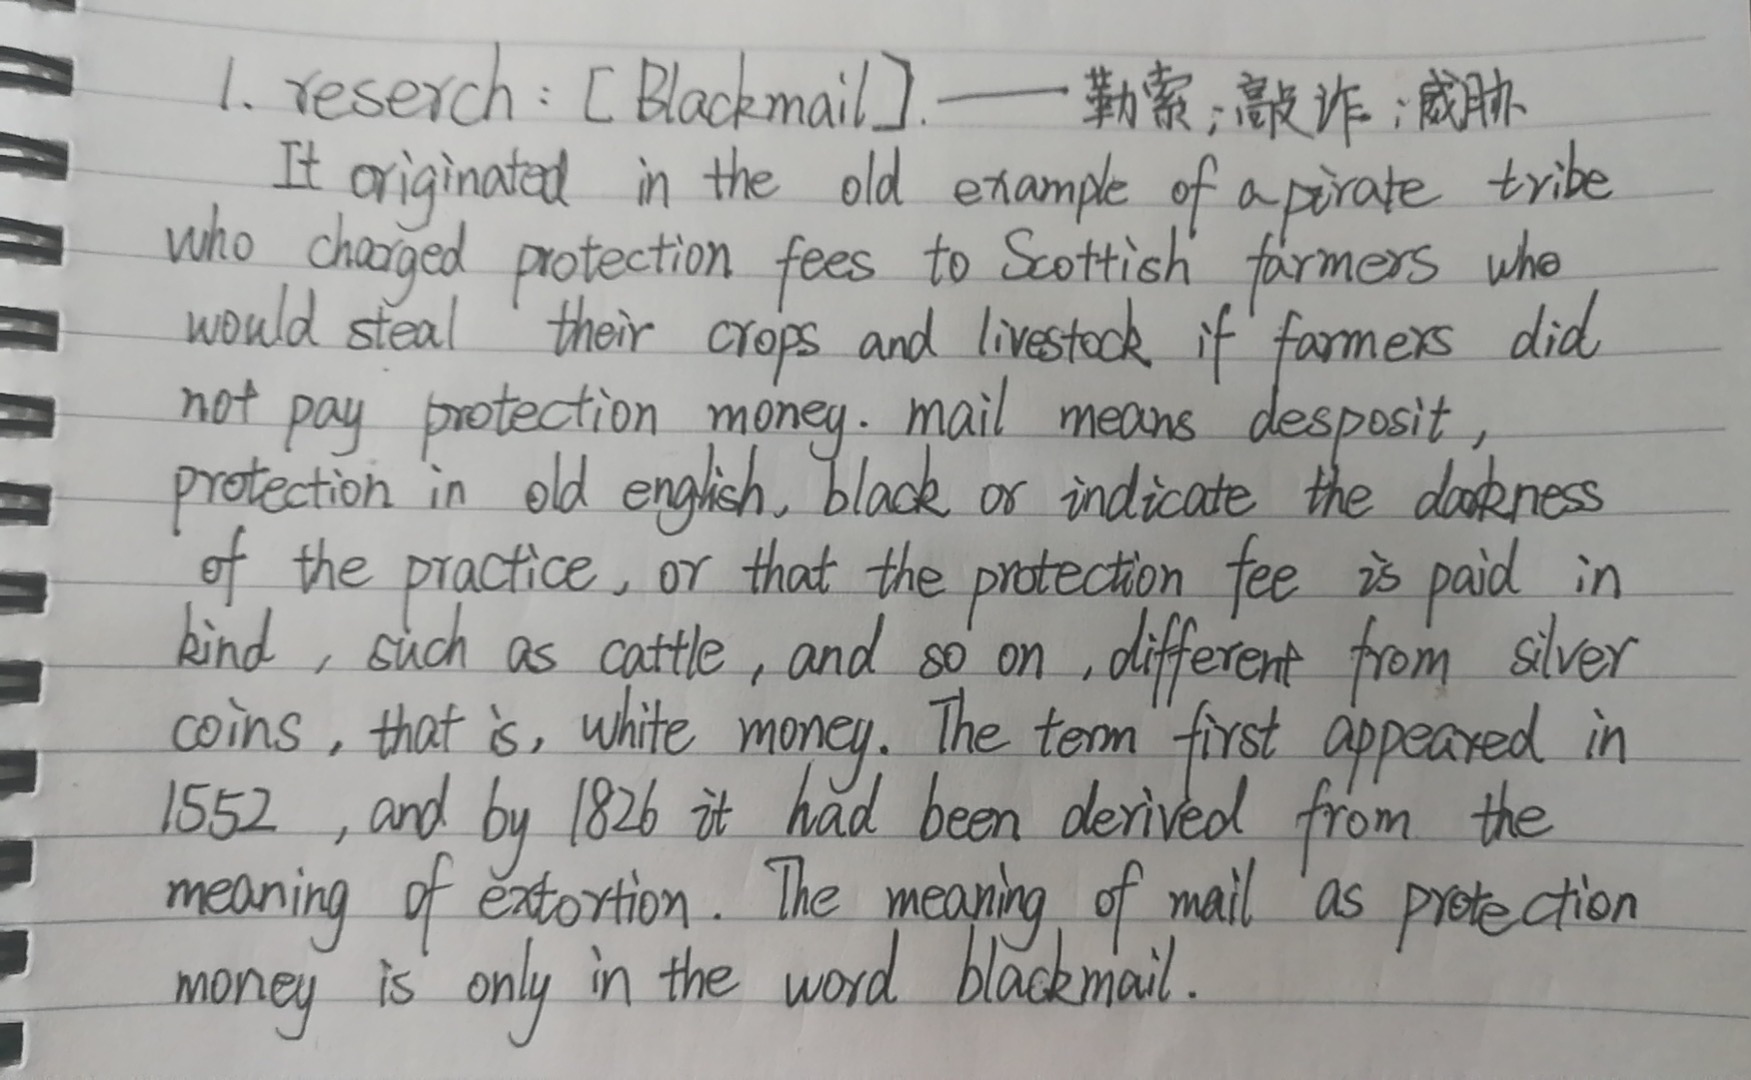 1. reserch: [Blackmail]. —— 勒索;敲诈;威胁
It originated in the old example of a pirate tribe
who charged protection fees to Scottish farmers who
would steal their crops and livestock if farmers did
not pay protection money. mail means desposit,
protection in old english, black or indicate the darkness
of the practice, or that the protection fee is paid in
kind, such as cattle, and so on, different from silver
coins, that is, white money. The term first appeared in
1552, and by 1826 it had been derived from the
meaning of extortion. The meaning of mail as protection
money is only in the word blackmail.